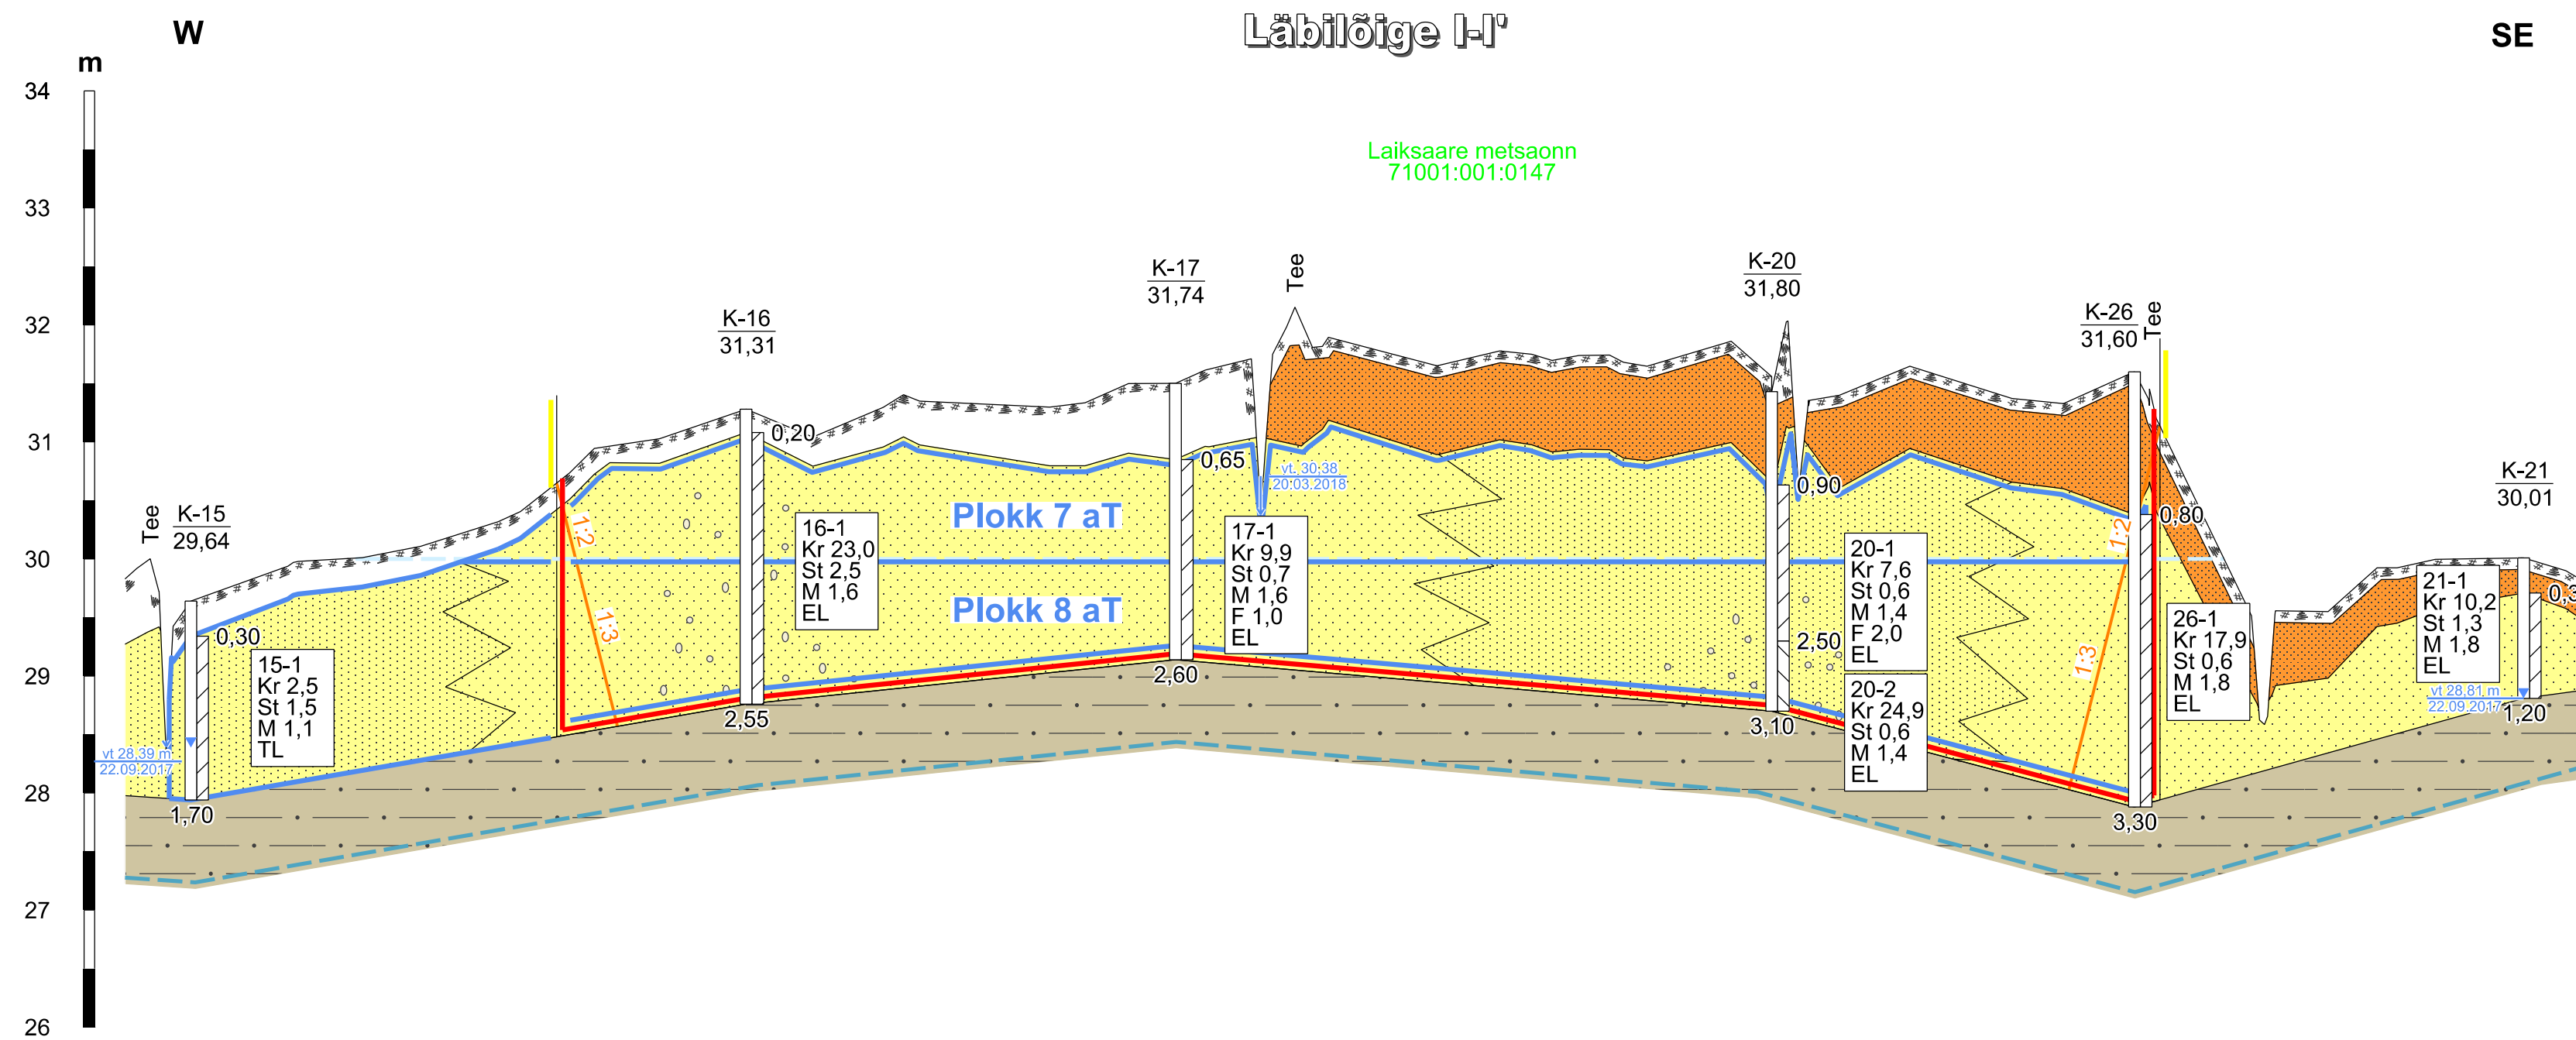 W
Läbilõige I-I'
SE
m
34
33
32
31
30
29
28
27
26
Laiksaare metsaonn
71001:001:0147
Tee
K-15
29,64
0,30
15-1
Kr 2,5
St 1,5
M 1,1
TL
vt 28,39 m
22.09.2017
1,70
1:2
1:3
K-16
31,31
0,20
16-1
Kr 23,0
St 2,5
M 1,6
EL
2,55
Plokk 7 aT
Plokk 8 aT
K-17
31,74
0,65
17-1
Kr 9,9
St 0,7
M 1,6
F 1,0
EL
2,60
Tee
vt. 30,38
20.03.2018
K-20
31,80
0,90
2,50
20-1
Kr 7,6
St 0,6
M 1,4
F 2,0
EL
20-2
Kr 24,9
St 0,6
M 1,4
EL
3,10
K-26
31,60
Tee
0,80
1:2
1:3
26-1
Kr 17,9
St 0,6
M 1,8
EL
3,30
K-21
30,01
21-1
Kr 10,2
St 1,3
M 1,8
EL
vt 28,81 m
22.09.2017
1,20